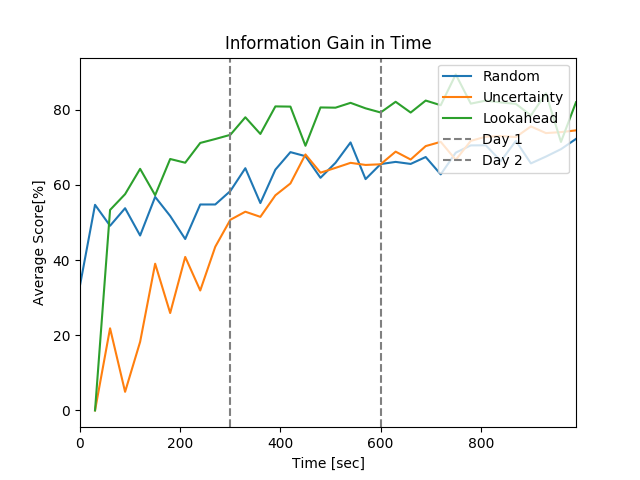 Information Gain in Time
Average Score[%]
80
60
40
20
0
Random
Uncertainty
Lookahead
Day 1
Day 2
0 200 400 600 800
Time [sec]